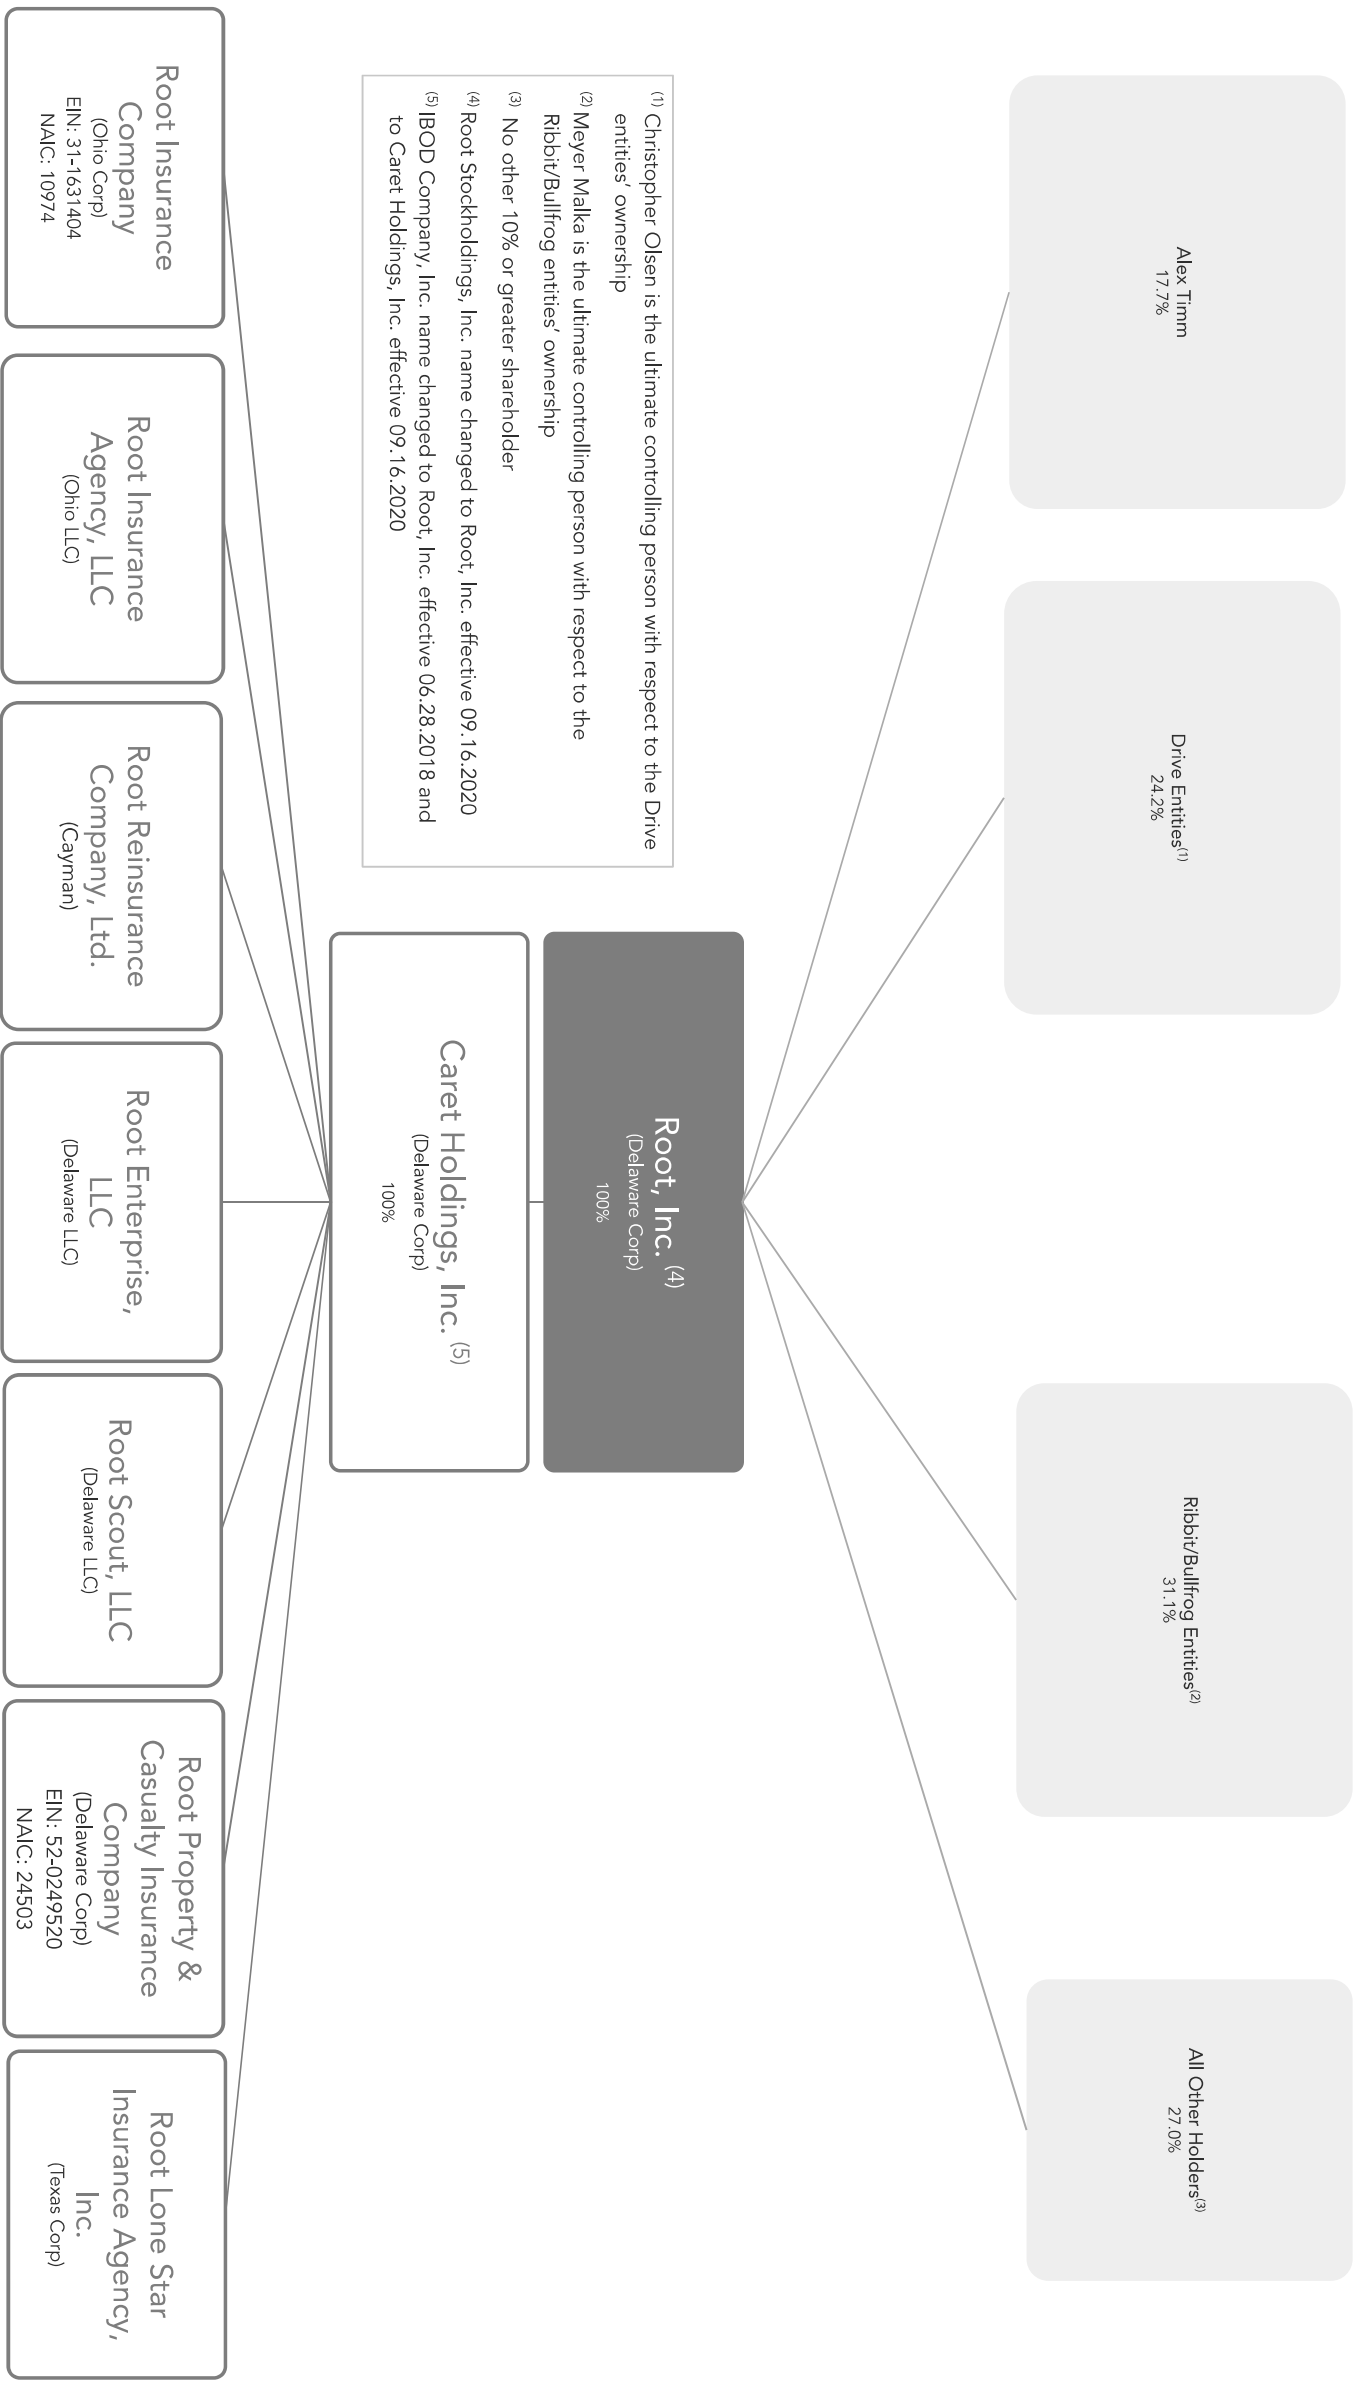 Alex Timm
17.7%
Drive Entities(1)
24.2%
Ribbit/Bullfrog Entities(2)
31.1%
All Other Holders(3)
27.0%
Root, Inc. (4)
(Delaware Corp)
100%
(1) Christopher Olsen is the ultimate controlling person with respect to the Drive
entities’ ownership
(2) Meyer Malka is the ultimate controlling person with respect to the
Ribbit/Bullfrog entities’ ownership
(3) No other 10% or greater shareholder
(4) Root Stockholdings, Inc. name changed to Root, Inc. effective 09.16.2020
(5) IBOD Company, Inc. name changed to Root, Inc. effective 06.28.2018 and
to Caret Holdings, Inc. effective 09.16.2020
Caret Holdings, Inc. (5)
(Delaware Corp)
100%
Root Insurance
Company
(Ohio Corp)
EIN: 31-1631404
NAIC: 10974
Root Insurance
Agency, LLC
(Ohio LLC)
Root Reinsurance
Company, Ltd.
(Cayman)
Root Enterprise,
LLC
(Delaware LLC)
Root Scout, LLC
(Delaware LLC)
Root Property &
Casualty Insurance
Company
(Delaware Corp)
EIN: 52-0249520
NAIC: 24503
Root Lone Star
Insurance Agency,
Inc.
(Texas Corp)